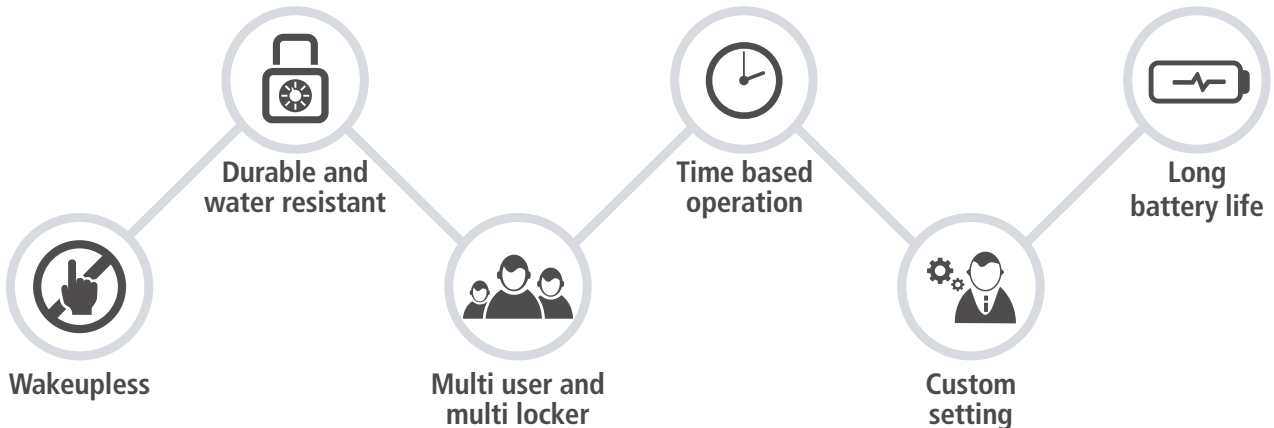 Wakeupless
Durable and
water resistant
Multi user and
multi locker
Time based
operation
Custom
setting
Long
battery life